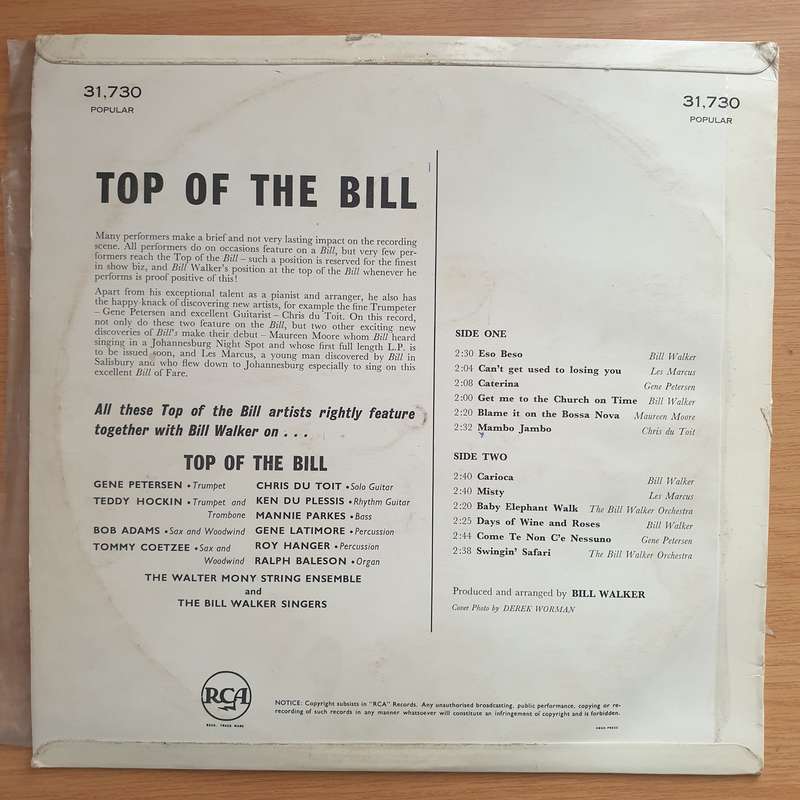 31,730
POPULAR
31,730
POPULAR
TOP OF THE BILL
Many performers make a brief and not very lasting impact on the recording
scene. All performers do on occasions feature on a Bill, but very few per-
formers reach the Top of the Bill – such a position is reserved for the finest
in show biz, and Bill Walker's position at the top of the Bill whenever he
performs is proof positive of this!
Apart from his exceptional talent as a pianist and arranger, he also has
the happy knack of discovering new artists, for example the fine Trumpeter
– Gene Petersen and excellent Guitarist – Chris du Toit. On this record,
not only do these two feature on the Bill, but two other exciting new
discoveries of Bill's make their debut – Maureen Moore whom Bill heard
singing in a Johannesburg Night Spot and whose first full length L.P. is
to be issued soon, and Les Marcus, a young man discovered by Bill in
Salisbury and who flew down to Johannesburg especially to sing on this
excellent Bill of Fare.
All these Top of the Bill artists rightly feature
together with Bill Walker on . . .
TOP OF THE BILL
GENE PETERSEN • Trumpet
TEDDY HOCKIN • Trumpet and
Trombone
BOB ADAMS • Sax and Woodwind
TOMMY COETZEE • Sax and
Woodwind
CHRIS DU TOIT • Solo Guitar
KEN DU PLESSIS • Rhythm Guitar
MANNIE PARKES • Bass
GENE LATIMORE • Percussion
ROY HANGER • Percussion
RALPH BALESON • Organ
THE WALTER MONY STRING ENSEMBLE
and
THE BILL WALKER SINGERS
SIDE ONE
2:30 Eso Beso Bill Walker
2:04 Can't get used to losing you Les Marcus
2:08 Caterina Gene Petersen
2:00 Get me to the Church on Time Bill Walker
2:20 Blame it on the Bossa Nova Maureen Moore
2:32 Mambo Jambo Chris du Toit
SIDE TWO
2:40 Carioca Bill Walker
2:40 Misty Les Marcus
2:20 Baby Elephant Walk The Bill Walker Orchestra
2:25 Days of Wine and Roses Bill Walker
2:44 Come Te Non C'e Nessuno Gene Petersen
2:38 Swingin' Safari The Bill Walker Orchestra
Produced and arranged by BILL WALKER
Cover Photo by DEREK WORMAN
RCA
REGD. TRADE MARK
NOTICE: Copyright subsists in "RCA" Records. Any unauthorised broadcasting, public performance, copying or re-
recording of such records in any manner whatsoever will constitute an infringement of copyright and is forbidden.